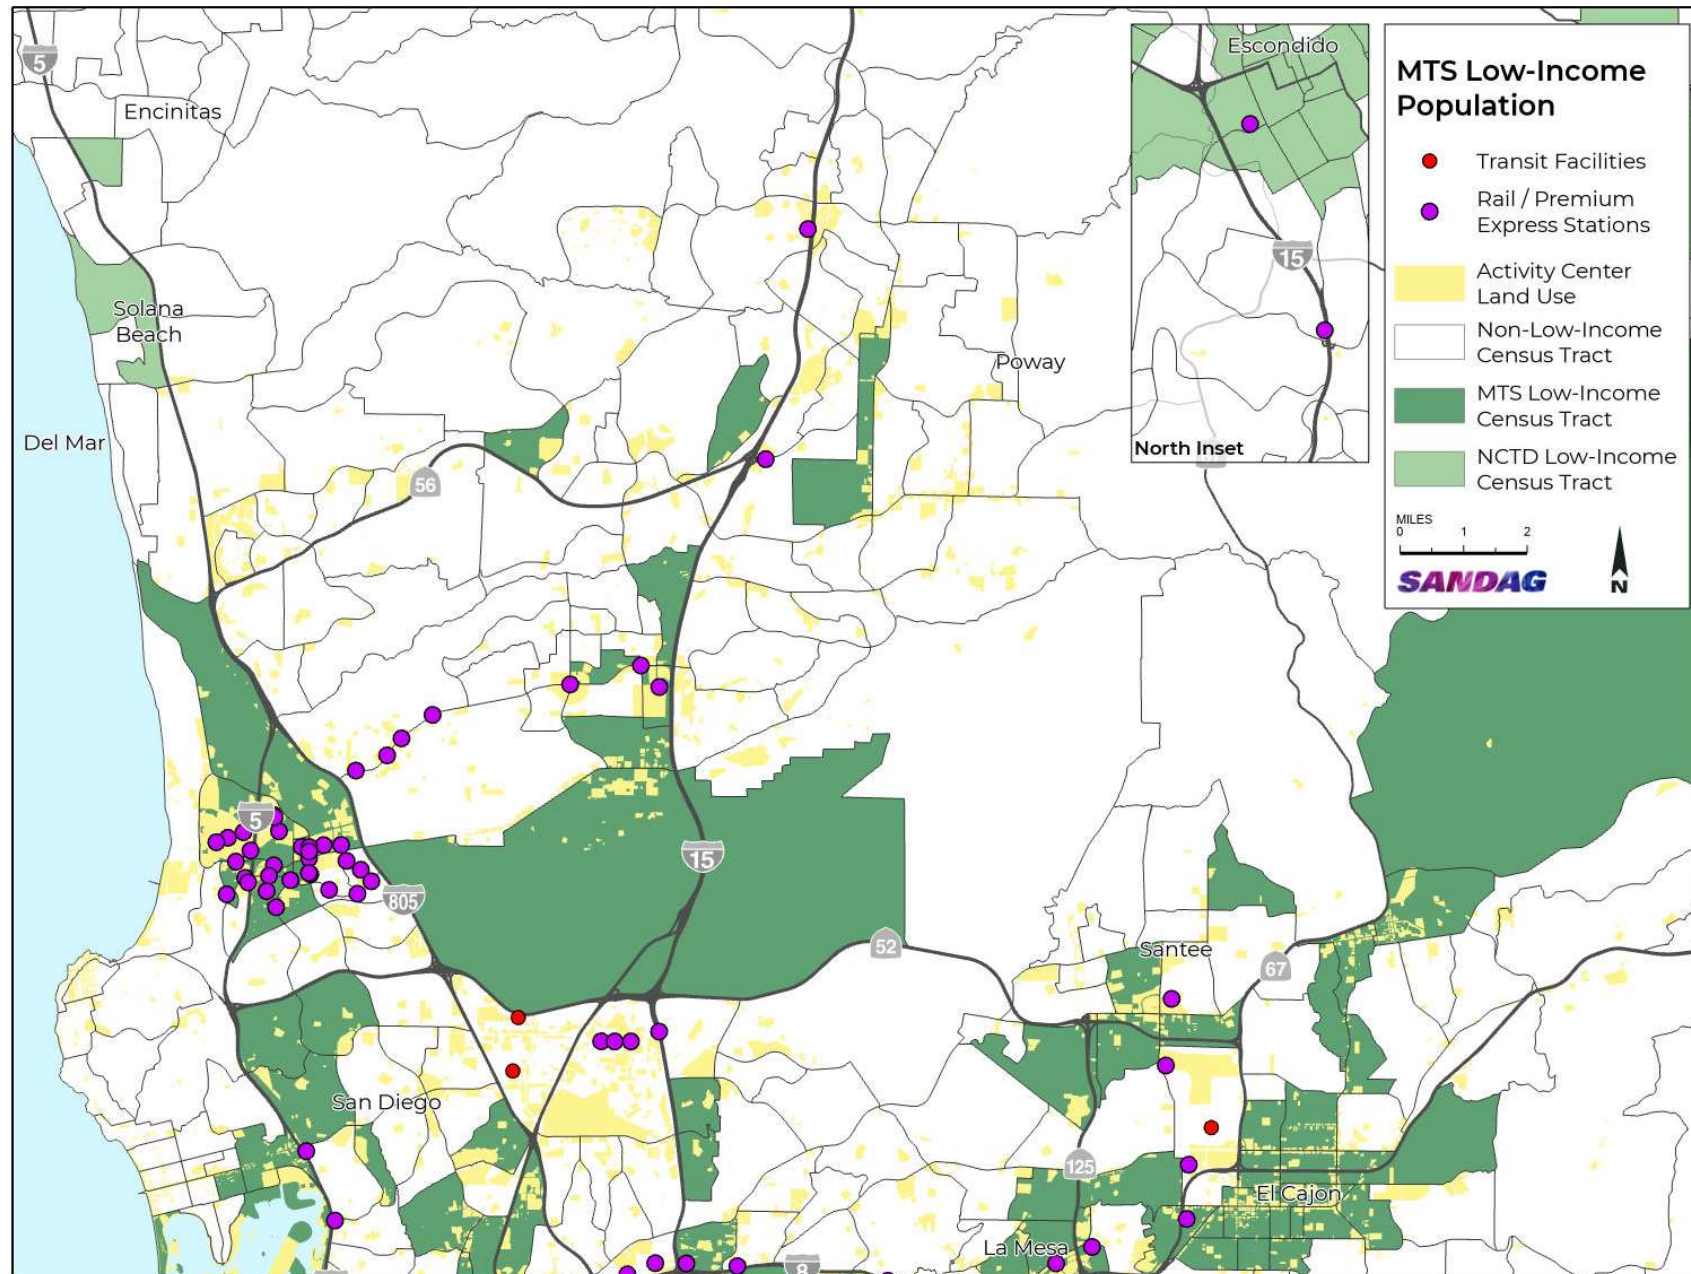 5
Encinitas
Solana
Beach
Del Mar
56
Poway
5
15
805
52
Santee
67
San Diego
125
El Cajon
La Mesa
8
Escondido
15
North Inset
MTS Low-Income
Population
Transit Facilities
Rail / Premium
Express Stations
Activity Center
Land Use
Non-Low-Income
Census Tract
MTS Low-Income
Census Tract
NCTD Low-Income
Census Tract
MILES
0 1 2
SANDAG
N